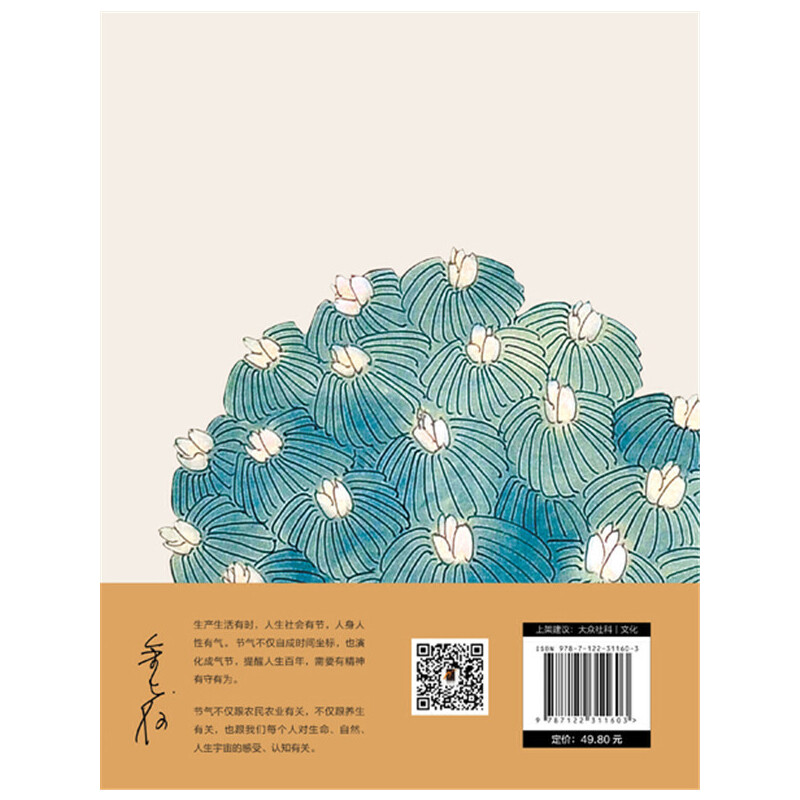 生产生活有时，人生社会有节，人身人
性有气。节气不仅自成时间坐标，也演
化成气节，提醒人生百年，需要有精神
有守有为。
节气不仅跟农民农业有关，不仅跟养生
有关，也跟我们每个人对生命、自然、
人生宇宙的感受、认知有关。
上架建议：大众社科｜文化
ISBN 978-7-122-31160-3
9 787122 311603>
定价：49.80 元